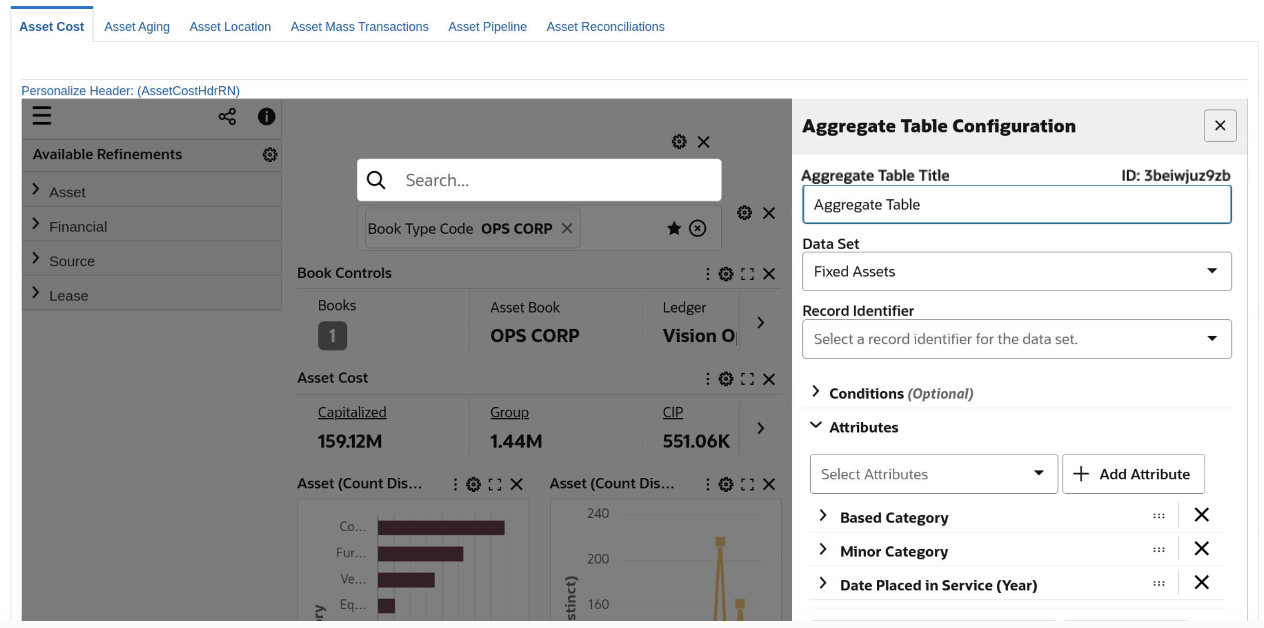 Asset Cost Asset Aging Asset Location Asset Mass Transactions Asset Pipeline Asset Reconciliations
Personalize Header: (AssetCostHdrRN)
Available Refinements
Asset
Financial
Source
Lease
Search...
Book Type Code OPS CORP
Book Controls
Books Asset Book Ledger
1 OPS CORP Vision O
Asset Cost
Capitalized Group CIP
159.12M 1.44M 551.06K
Asset (Count Dis...
Co...
Fur...
Ve...
Eq...
Asset (Count Dis...
240
200
160
stinct)
Aggregate Table Configuration
Aggregate Table Title ID: 3beiwjuz9zb
Aggregate Table
Data Set
Fixed Assets
Record Identifier
Select a record identifier for the data set.
Conditions (Optional)
Attributes
Select Attributes Add Attribute
Based Category
Minor Category
Date Placed in Service (Year)